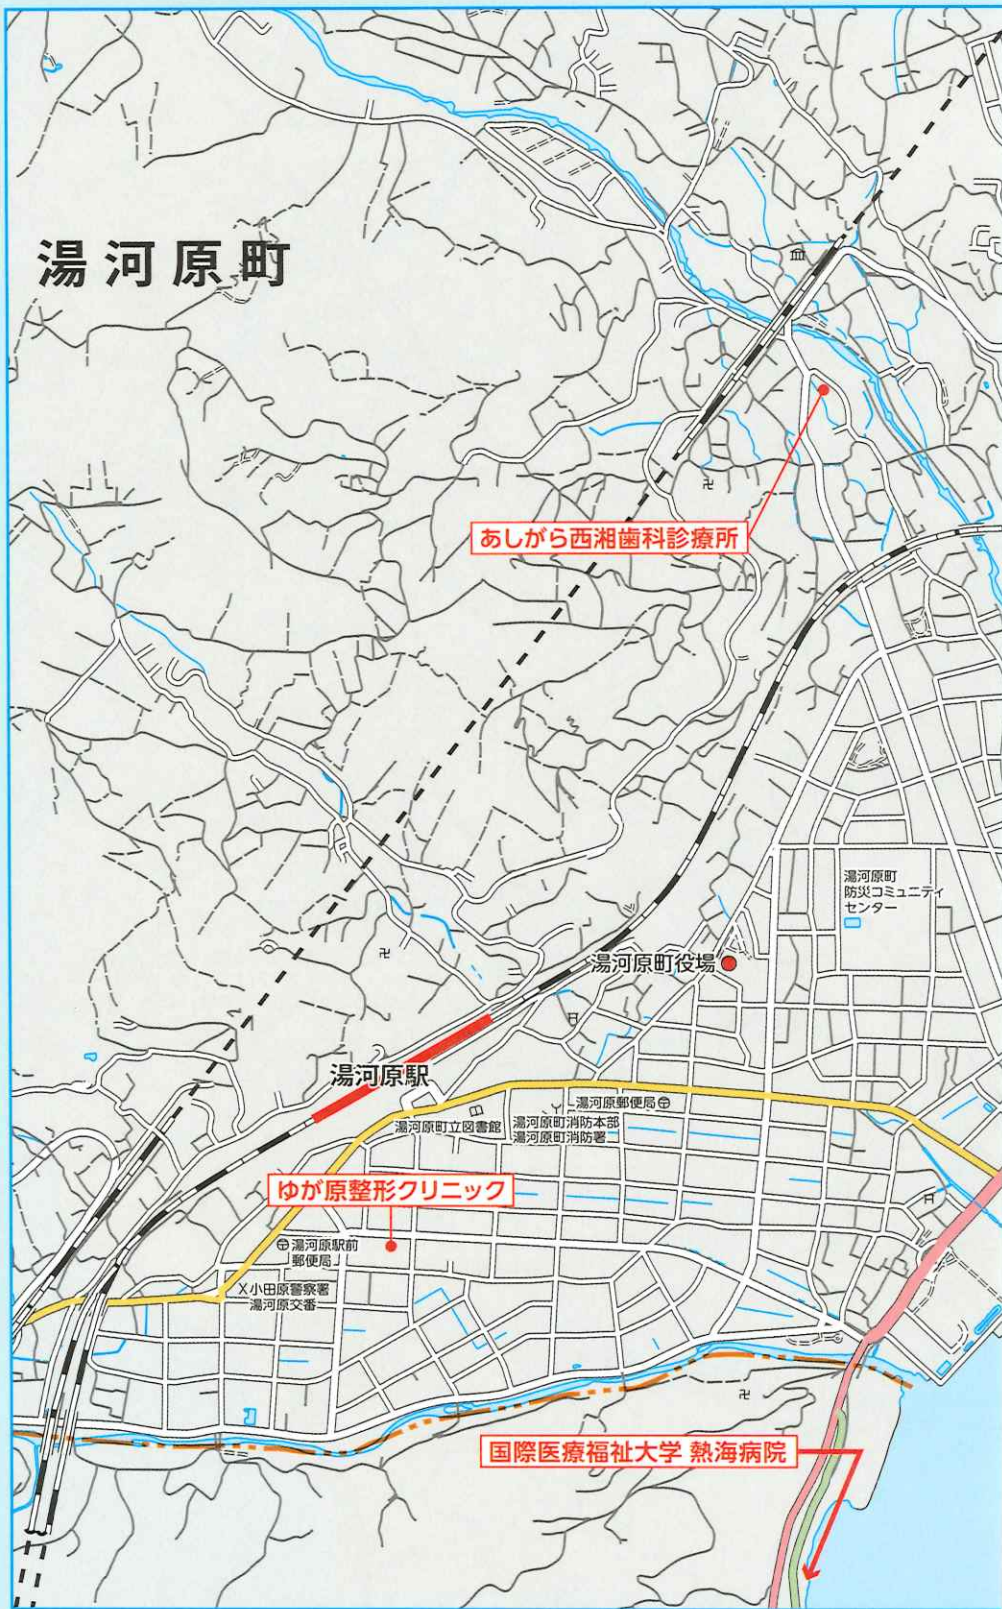 湯河原町
あしがら西湘歯科診療所
湯河原町
防災コミュニティ
センター
湯河原町役場
湯河原駅
湯河原郵便局
湯河原町立図書館
湯河原町消防本部
湯河原町消防署
ゆが原整形クリニック
湯河原駅前
郵便局
小田原警察署
湯河原交番
国際医療福祉大学 熱海病院